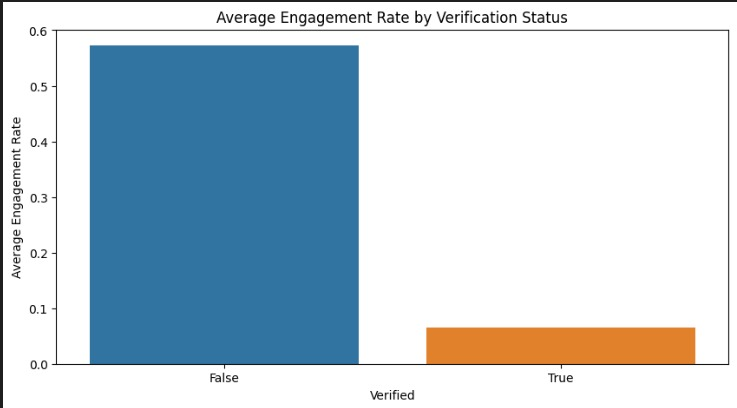 Average Engagement Rate by Verification Status
Average Engagement Rate
0.6
0.5
0.4
0.3
0.2
0.1
0.0
False
True
Verified